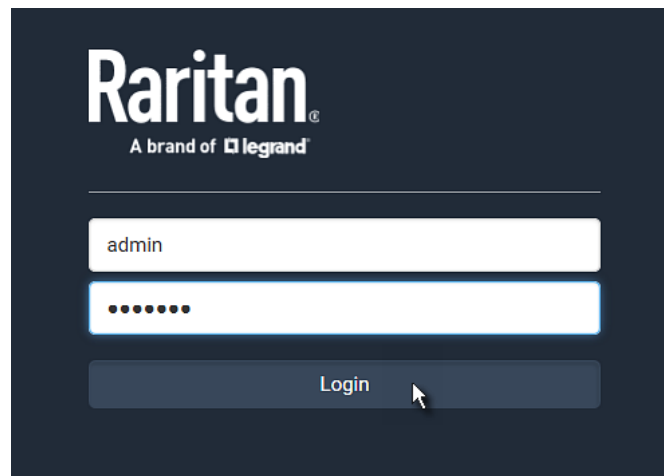 Raritan®
A brand of legrand®
admin
•••••••
Login